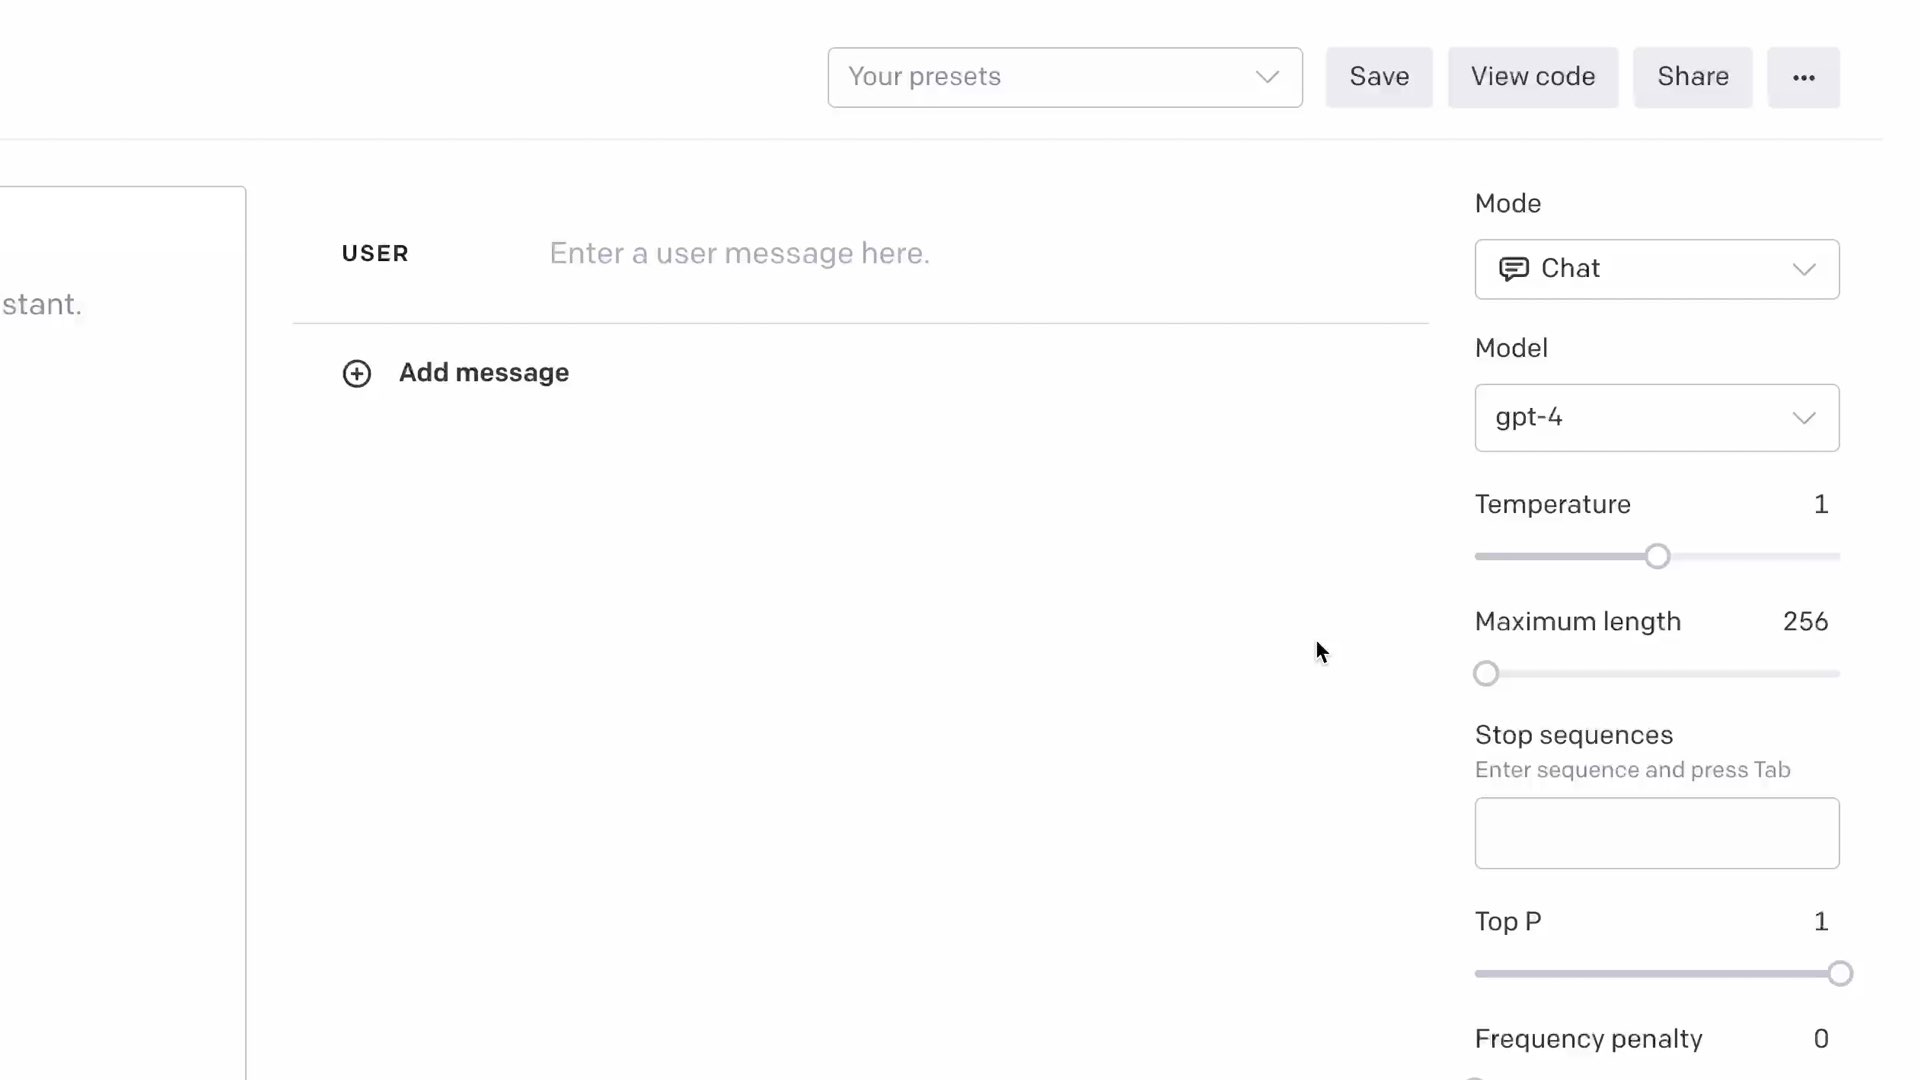 Your presets
Save
View code
Share
USER
Enter a user message here.
stant.
Add message
Mode
Chat
Model
gpt-4
Temperature 1
Maximum length 256
Stop sequences
Enter sequence and press Tab
Top P 1
Frequency penalty 0